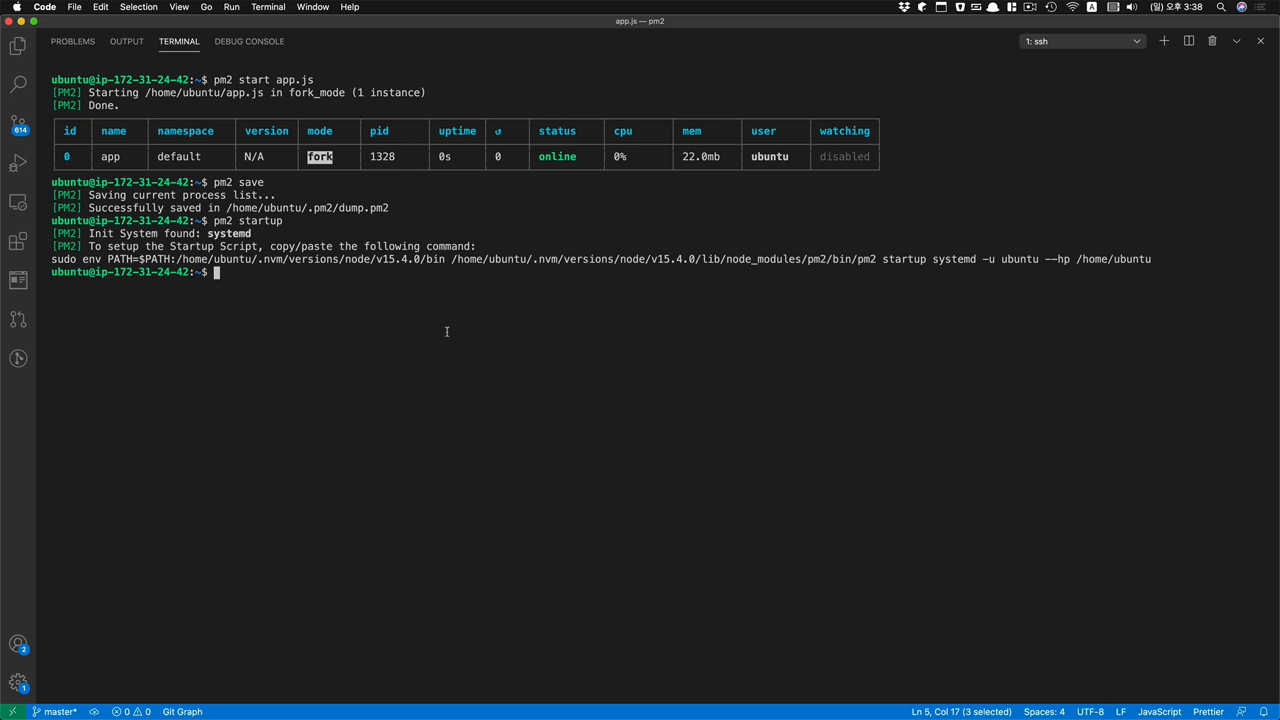 Code File Edit Selection View Go Run Terminal Window Help A (일) 오후 3:38
app.js — pm2
PROBLEMS OUTPUT TERMINAL DEBUG CONSOLE 1: ssh
614
ubuntu@ip-172-31-24-42:~$ pm2 start app.js
[PM2] Starting /home/ubuntu/app.js in fork_mode (1 instance)
[PM2] Done.
id name namespace version mode pid uptime ↺ status cpu mem user watching
0 app default N/A fork 1328 0s 0 online 0% 22.0mb ubuntu disabled
ubuntu@ip-172-31-24-42:~$ pm2 save
[PM2] Saving current process list...
[PM2] Successfully saved in /home/ubuntu/.pm2/dump.pm2
ubuntu@ip-172-31-24-42:~$ pm2 startup
[PM2] Init System found: systemd
[PM2] To setup the Startup Script, copy/paste the following command:
sudo env PATH=$PATH:/home/ubuntu/.nvm/versions/node/v15.4.0/bin /home/ubuntu/.nvm/versions/node/v15.4.0/lib/node_modules/pm2/bin/pm2 startup systemd -u ubuntu --hp /home/ubuntu
ubuntu@ip-172-31-24-42:~$
2
1
master* 0 0 Git Graph Ln 5, Col 17 (3 selected) Spaces: 4 UTF-8 LF JavaScript Prettier